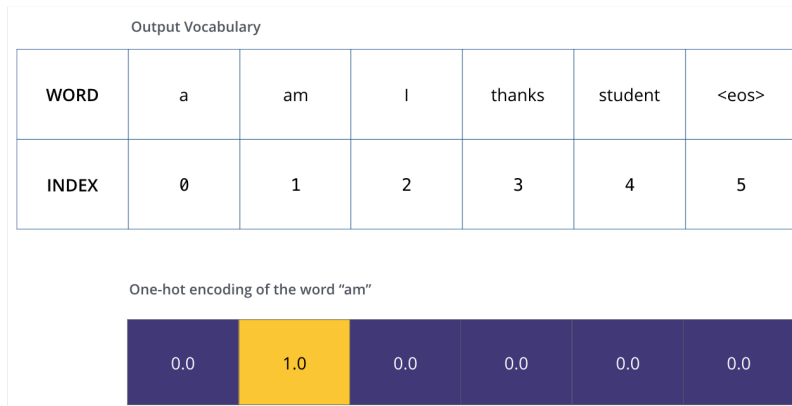 Output Vocabulary
WORD a am I thanks student <eos>
INDEX 0 1 2 3 4 5
One-hot encoding of the word “am”
0.0 1.0 0.0 0.0 0.0 0.0